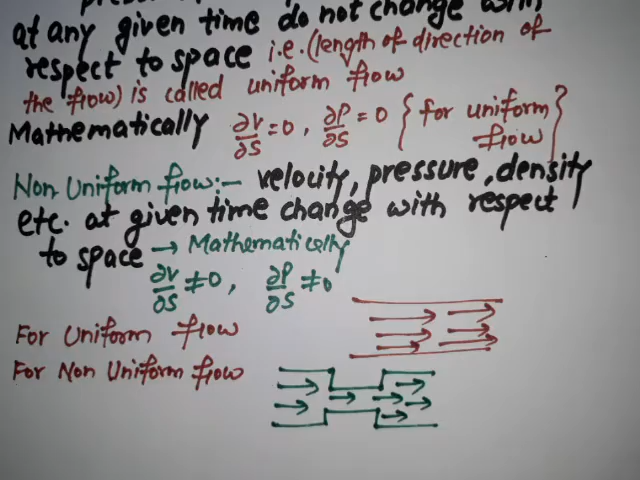 at any given time do not change with
respect to space i.e. (length of direction of
the flow) is called uniform flow
Mathematically ∂v/∂s = 0, ∂P/∂s = 0 { for uniform flow }
Non Uniform flow:- velocity, pressure, density
etc. at given time change with respect
to space → Mathematically
∂v/∂s ≠ 0, ∂P/∂s ≠ 0
For Uniform flow
For Non Uniform flow